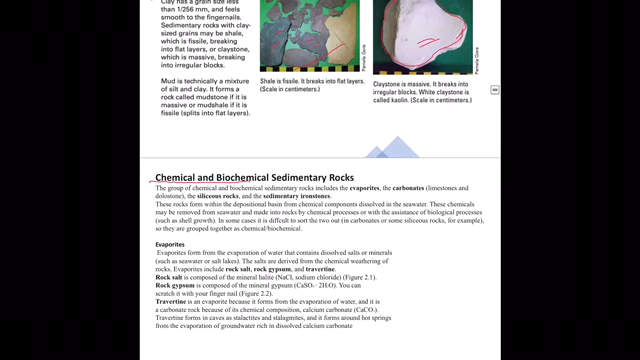 Clay has a grain size less
than 1/256 mm, and feels
smooth to the fingernails.
Sedimentary rocks with clay-
sized grains may be shale,
which is fissile, breaking
into flat layers, or claystone,
which is massive, breaking
into irregular blocks.
Mud is technically a mixture
of silt and clay. It forms a
rock called mudstone if it is
massive or mudshale if it is
fissile (splits into flat layers).
Pamela Gore
Shale is fissile. It breaks into flat layers.
(Scale in centimeters.)
Pamela Gore
Claystone is massive. It breaks into
irregular blocks. White claystone is
called kaolin. (Scale in centimeters.)
Chemical and Biochemical Sedimentary Rocks
The group of chemical and biochemical sedimentary rocks includes the evaporites, the carbonates (limestones and
dolostone), the siliceous rocks, and the sedimentary ironstones.
These rocks form within the depositional basin from chemical components dissolved in the seawater. These chemicals
may be removed from seawater and made into rocks by chemical processes or with the assistance of biological processes
(such as shell growth). In some cases it is difficult to sort the two out (in carbonates or some siliceous rocks, for example),
so they are grouped together as chemical/biochemical.
Evaporites
Evaporites form from the evaporation of water that contains dissolved salts or minerals
(such as seawater or salt lakes). The salts are derived from the chemical weathering of
rocks. Evaporites include rock salt, rock gypsum, and travertine.
Rock salt is composed of the mineral halite (NaCl, sodium chloride) (Figure 2.1).
Rock gypsum is composed of the mineral gypsum (CaSO₄ · 2H₂O). You can
scratch it with your finger nail (Figure 2.2).
Travertine is an evaporite because it forms from the evaporation of water, and it is
a carbonate rock because of its chemical composition, calcium carbonate (CaCO₃).
Travertine forms in caves as stalactites and stalagmites, and it forms around hot springs
from the evaporation of groundwater rich in dissolved calcium carbonate